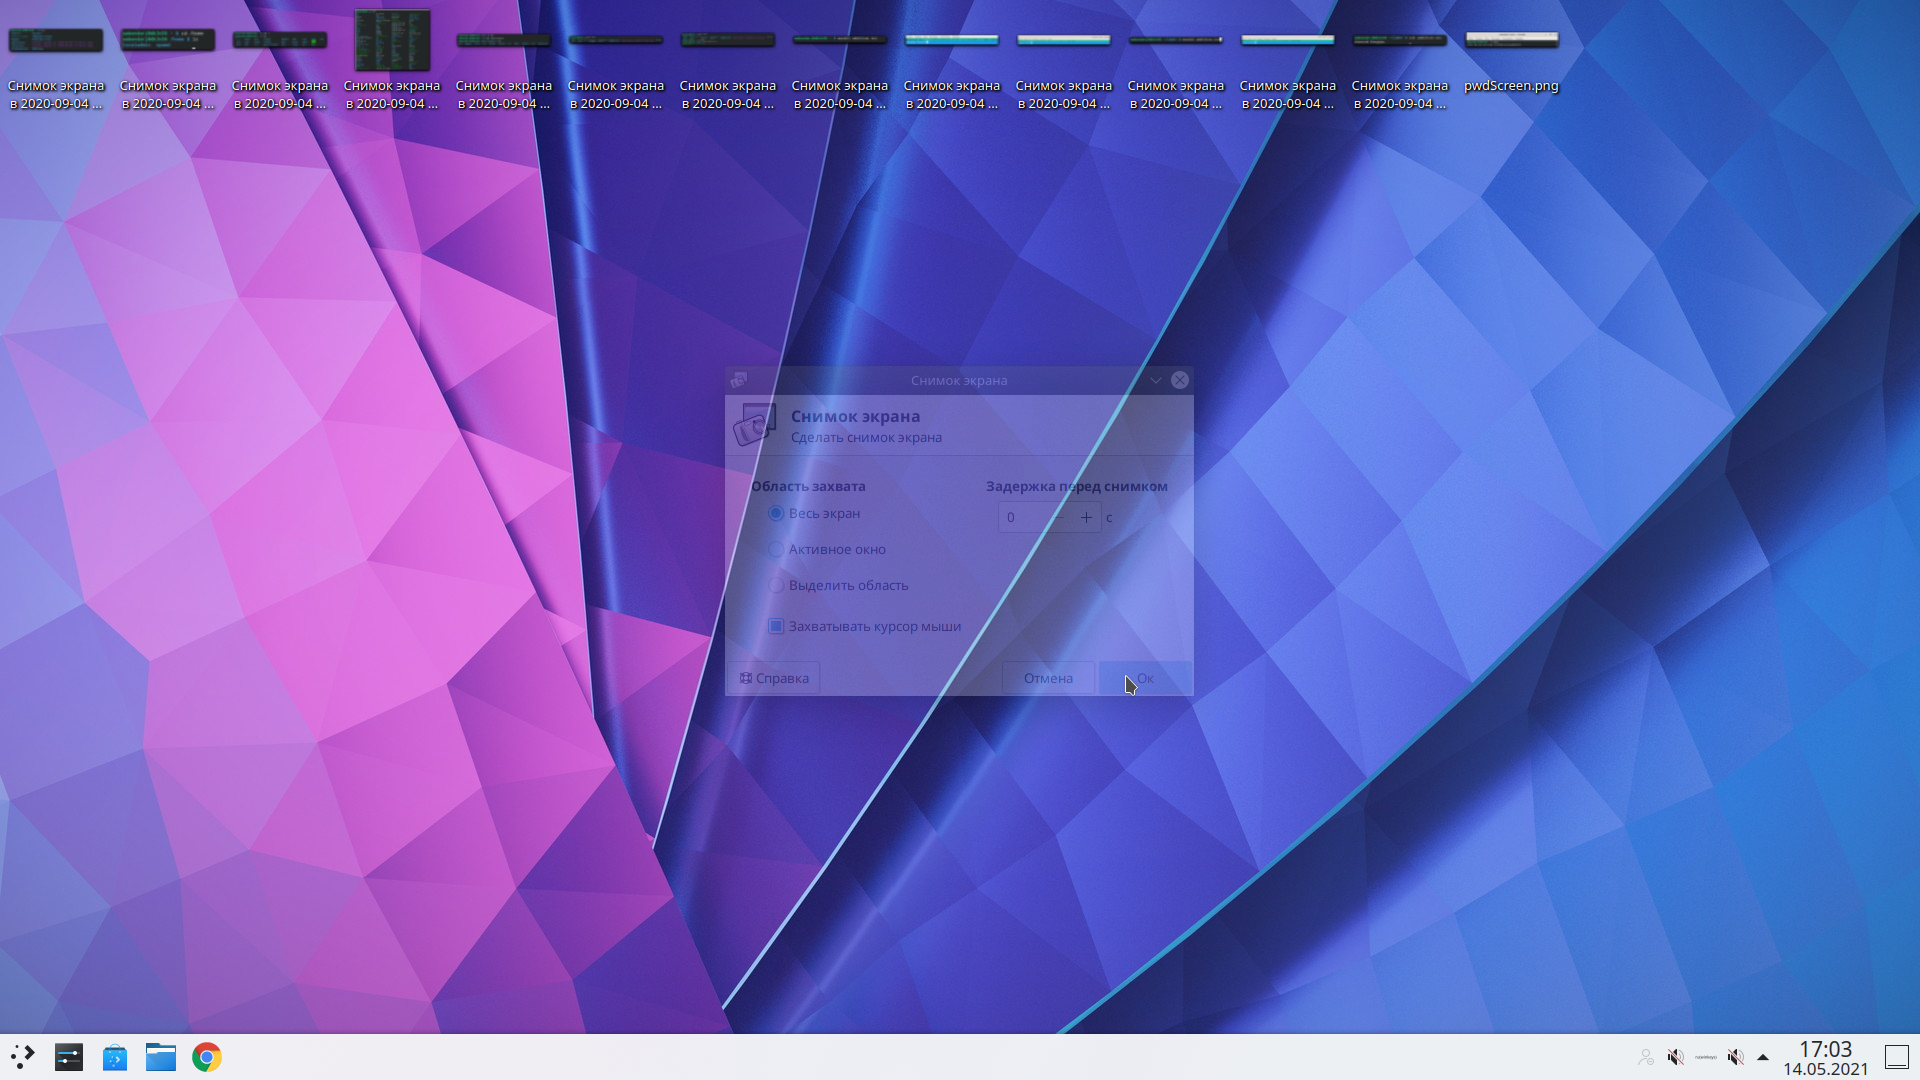 Снимок экрана
в 2020-09-04 ...
Снимок экрана
в 2020-09-04 ...
Снимок экрана
в 2020-09-04 ...
Снимок экрана
в 2020-09-04 ...
Снимок экрана
в 2020-09-04 ...
Снимок экрана
в 2020-09-04 ...
Снимок экрана
в 2020-09-04 ...
Снимок экрана
в 2020-09-04 ...
Снимок экрана
в 2020-09-04 ...
Снимок экрана
в 2020-09-04 ...
Снимок экрана
в 2020-09-04 ...
Снимок экрана
в 2020-09-04 ...
Снимок экрана
в 2020-09-04 ...
pwdScreen.png
Снимок экрана
Снимок экрана
Сделать снимок экрана
Область захвата
Весь экран
Активное окно
Выделить область
Захватывать курсор мыши
Задержка перед снимком
0 − + с
Справка
Отмена
Ок
17:03
14.05.2021